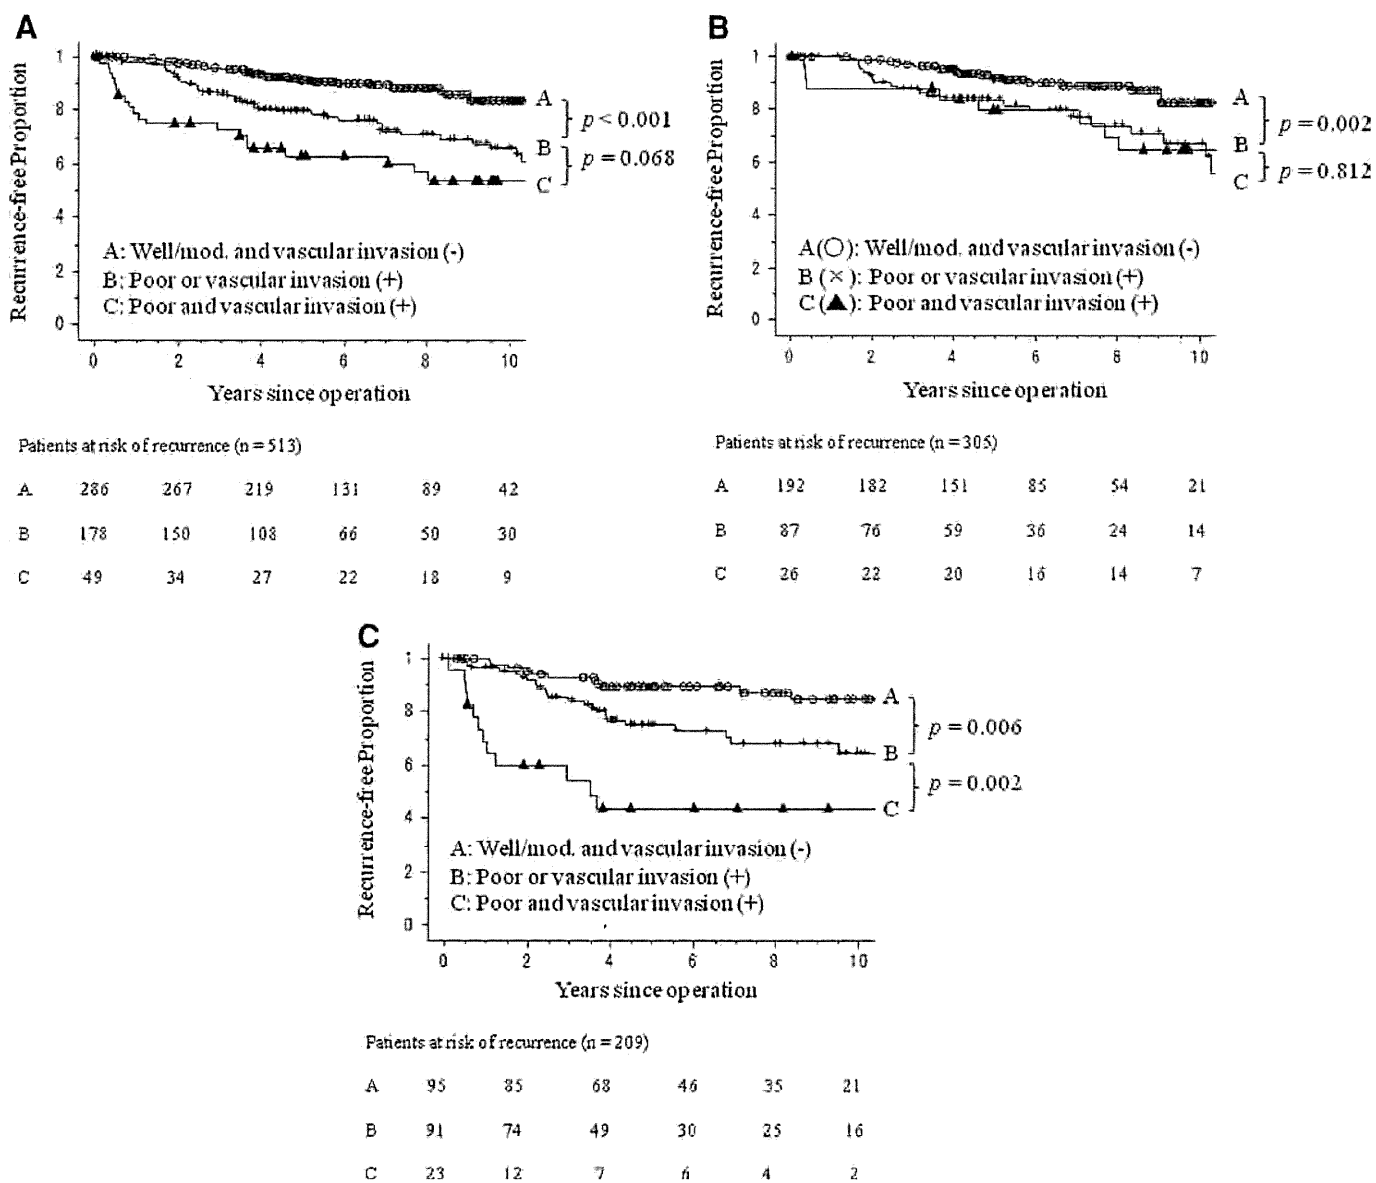 A
Recurrence-free Proportion
1
8
6
4
2
0
A
B
C
p < 0.001
p = 0.068
A: Well/mod. and vascular invasion (-)
B: Poor or vascular invasion (+)
C: Poor and vascular invasion (+)
0 2 4 6 8 10
Years since operation
Patients at risk of recurrence (n = 513)
A 286 267 219 131 89 42
B 178 150 108 66 50 30
C 49 34 27 22 18 9
B
Recurrence-free Proportion
1
8
6
4
2
0
A
B
C
p = 0.002
p = 0.812
A (○): Well/mod. and vascular invasion (-)
B (×): Poor or vascular invasion (+)
C (▲): Poor and vascular invasion (+)
0 2 4 6 8 10
Years since operation
Patients at risk of recurrence (n = 305)
A 192 182 151 85 54 21
B 87 76 59 36 24 14
C 26 22 20 16 14 7
C
Recurrence-free Proportion
1
8
6
4
2
0
A
B
C
p = 0.006
p = 0.002
A: Well/mod. and vascular invasion (-)
B: Poor or vascular invasion (+)
C: Poor and vascular invasion (+)
0 2 4 6 8 10
Years since operation
Patients at risk of recurrence (n = 209)
A 95 85 68 46 35 21
B 91 74 49 30 25 16
C 23 12 7 6 4 2